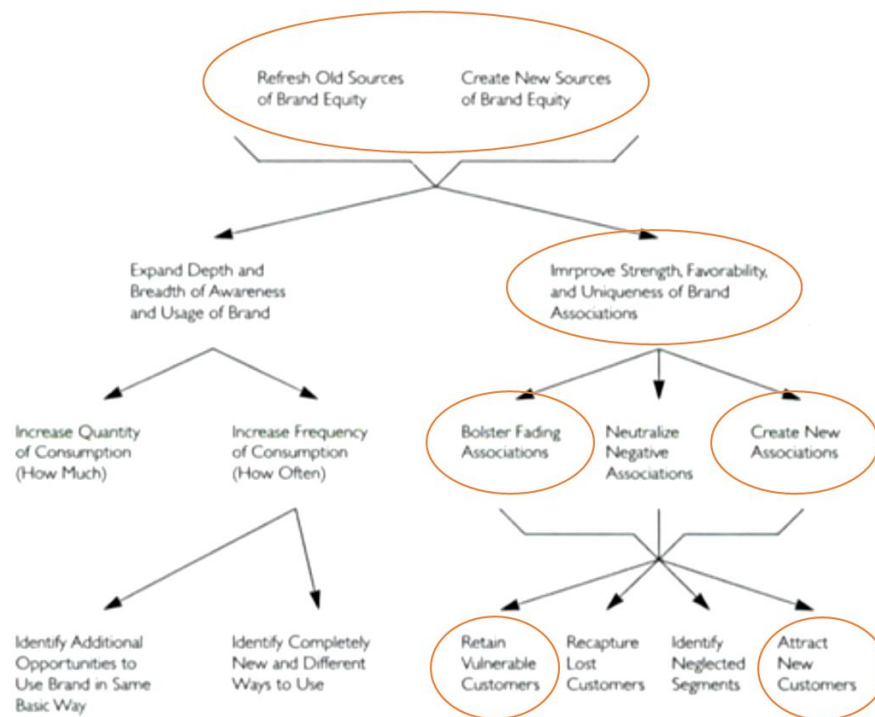 Refresh Old Sources
of Brand Equity
Create New Sources
of Brand Equity
Expand Depth and
Breadth of Awareness
and Usage of Brand
Imrprove Strength, Favorability,
and Uniqueness of Brand
Associations
Increase Quantity
of Consumption
(How Much)
Increase Frequency
of Consumption
(How Often)
Bolster Fading
Associations
Neutralize
Negative
Associations
Create New
Associations
Identify Additional
Opportunities to
Use Brand in Same
Basic Way
Identify Completely
New and Different
Ways to Use
Retain
Vulnerable
Customers
Recapture
Lost
Customers
Identify
Neglected
Segments
Attract
New
Customers